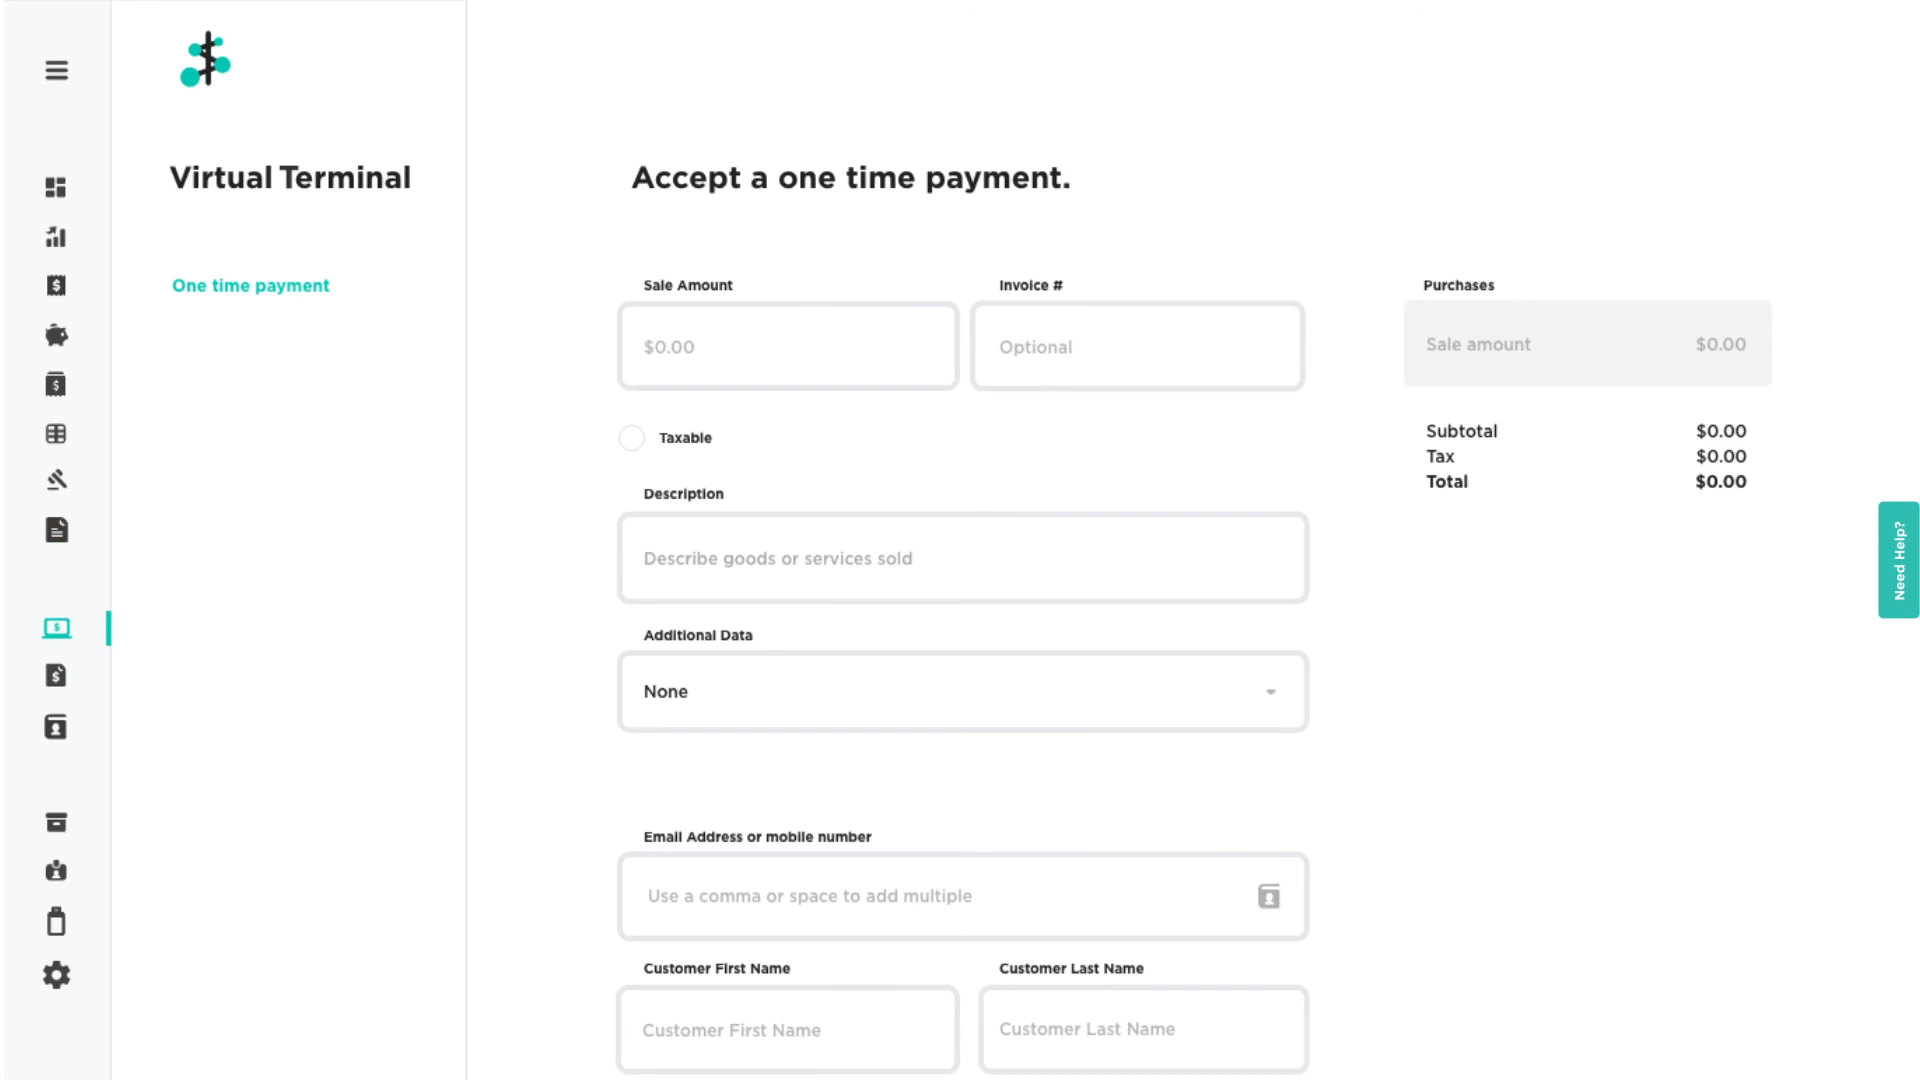 Virtual Terminal
One time payment
Accept a one time payment.
Sale Amount
$0.00
Invoice #
Optional
Taxable
Description
Describe goods or services sold
Additional Data
None
Email Address or mobile number
Use a comma or space to add multiple
Customer First Name
Customer First Name
Customer Last Name
Customer Last Name
Purchases
Sale amount $0.00
Subtotal $0.00
Tax $0.00
Total $0.00
Need Help?